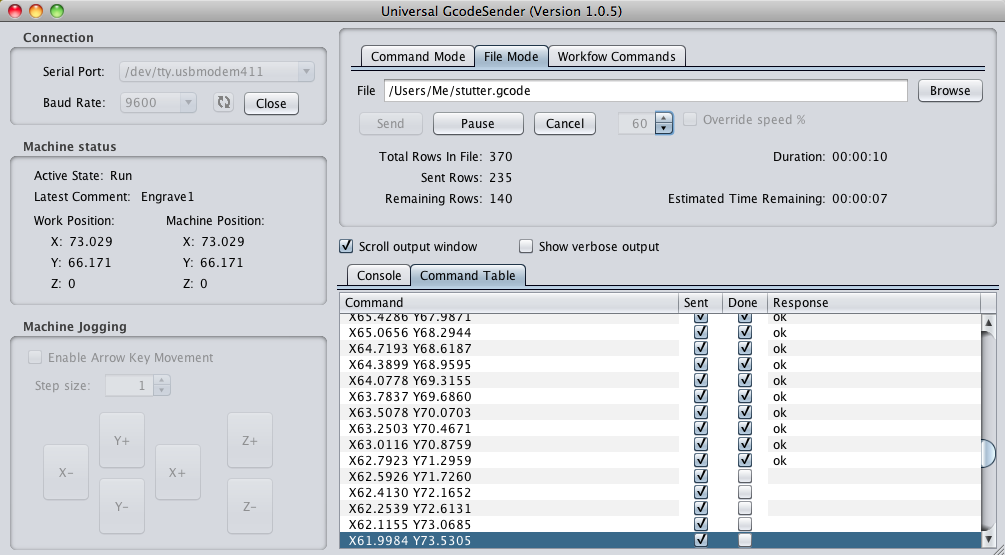 Universal GcodeSender (Version 1.0.5)
Connection
Serial Port: /dev/tty.usbmodem411
Baud Rate: 9600 Close
Machine status
Active State: Run
Latest Comment: Engrave1
Work Position: Machine Position:
X: 73.029 X: 73.029
Y: 66.171 Y: 66.171
Z: 0 Z: 0
Machine Jogging
Enable Arrow Key Movement
Step size: 1
Y+ Z+
X- X+
Y- Z-
Command Mode File Mode Workfow Commands
File /Users/Me/stutter.gcode Browse
Send Pause Cancel 60 Override speed %
Total Rows In File: 370 Duration: 00:00:10
Sent Rows: 235
Remaining Rows: 140 Estimated Time Remaining: 00:00:07
Scroll output window Show verbose output
Console Command Table
Command Sent Done Response
X65.4286 Y67.9871 ok
X65.0656 Y68.2944 ok
X64.7193 Y68.6187 ok
X64.3899 Y68.9595 ok
X64.0778 Y69.3155 ok
X63.7837 Y69.6860 ok
X63.5078 Y70.0703 ok
X63.2503 Y70.4671 ok
X63.0116 Y70.8759 ok
X62.7923 Y71.2959 ok
X62.5926 Y71.7260
X62.4130 Y72.1652
X62.2539 Y72.6131
X62.1155 Y73.0685
X61.9984 Y73.5305